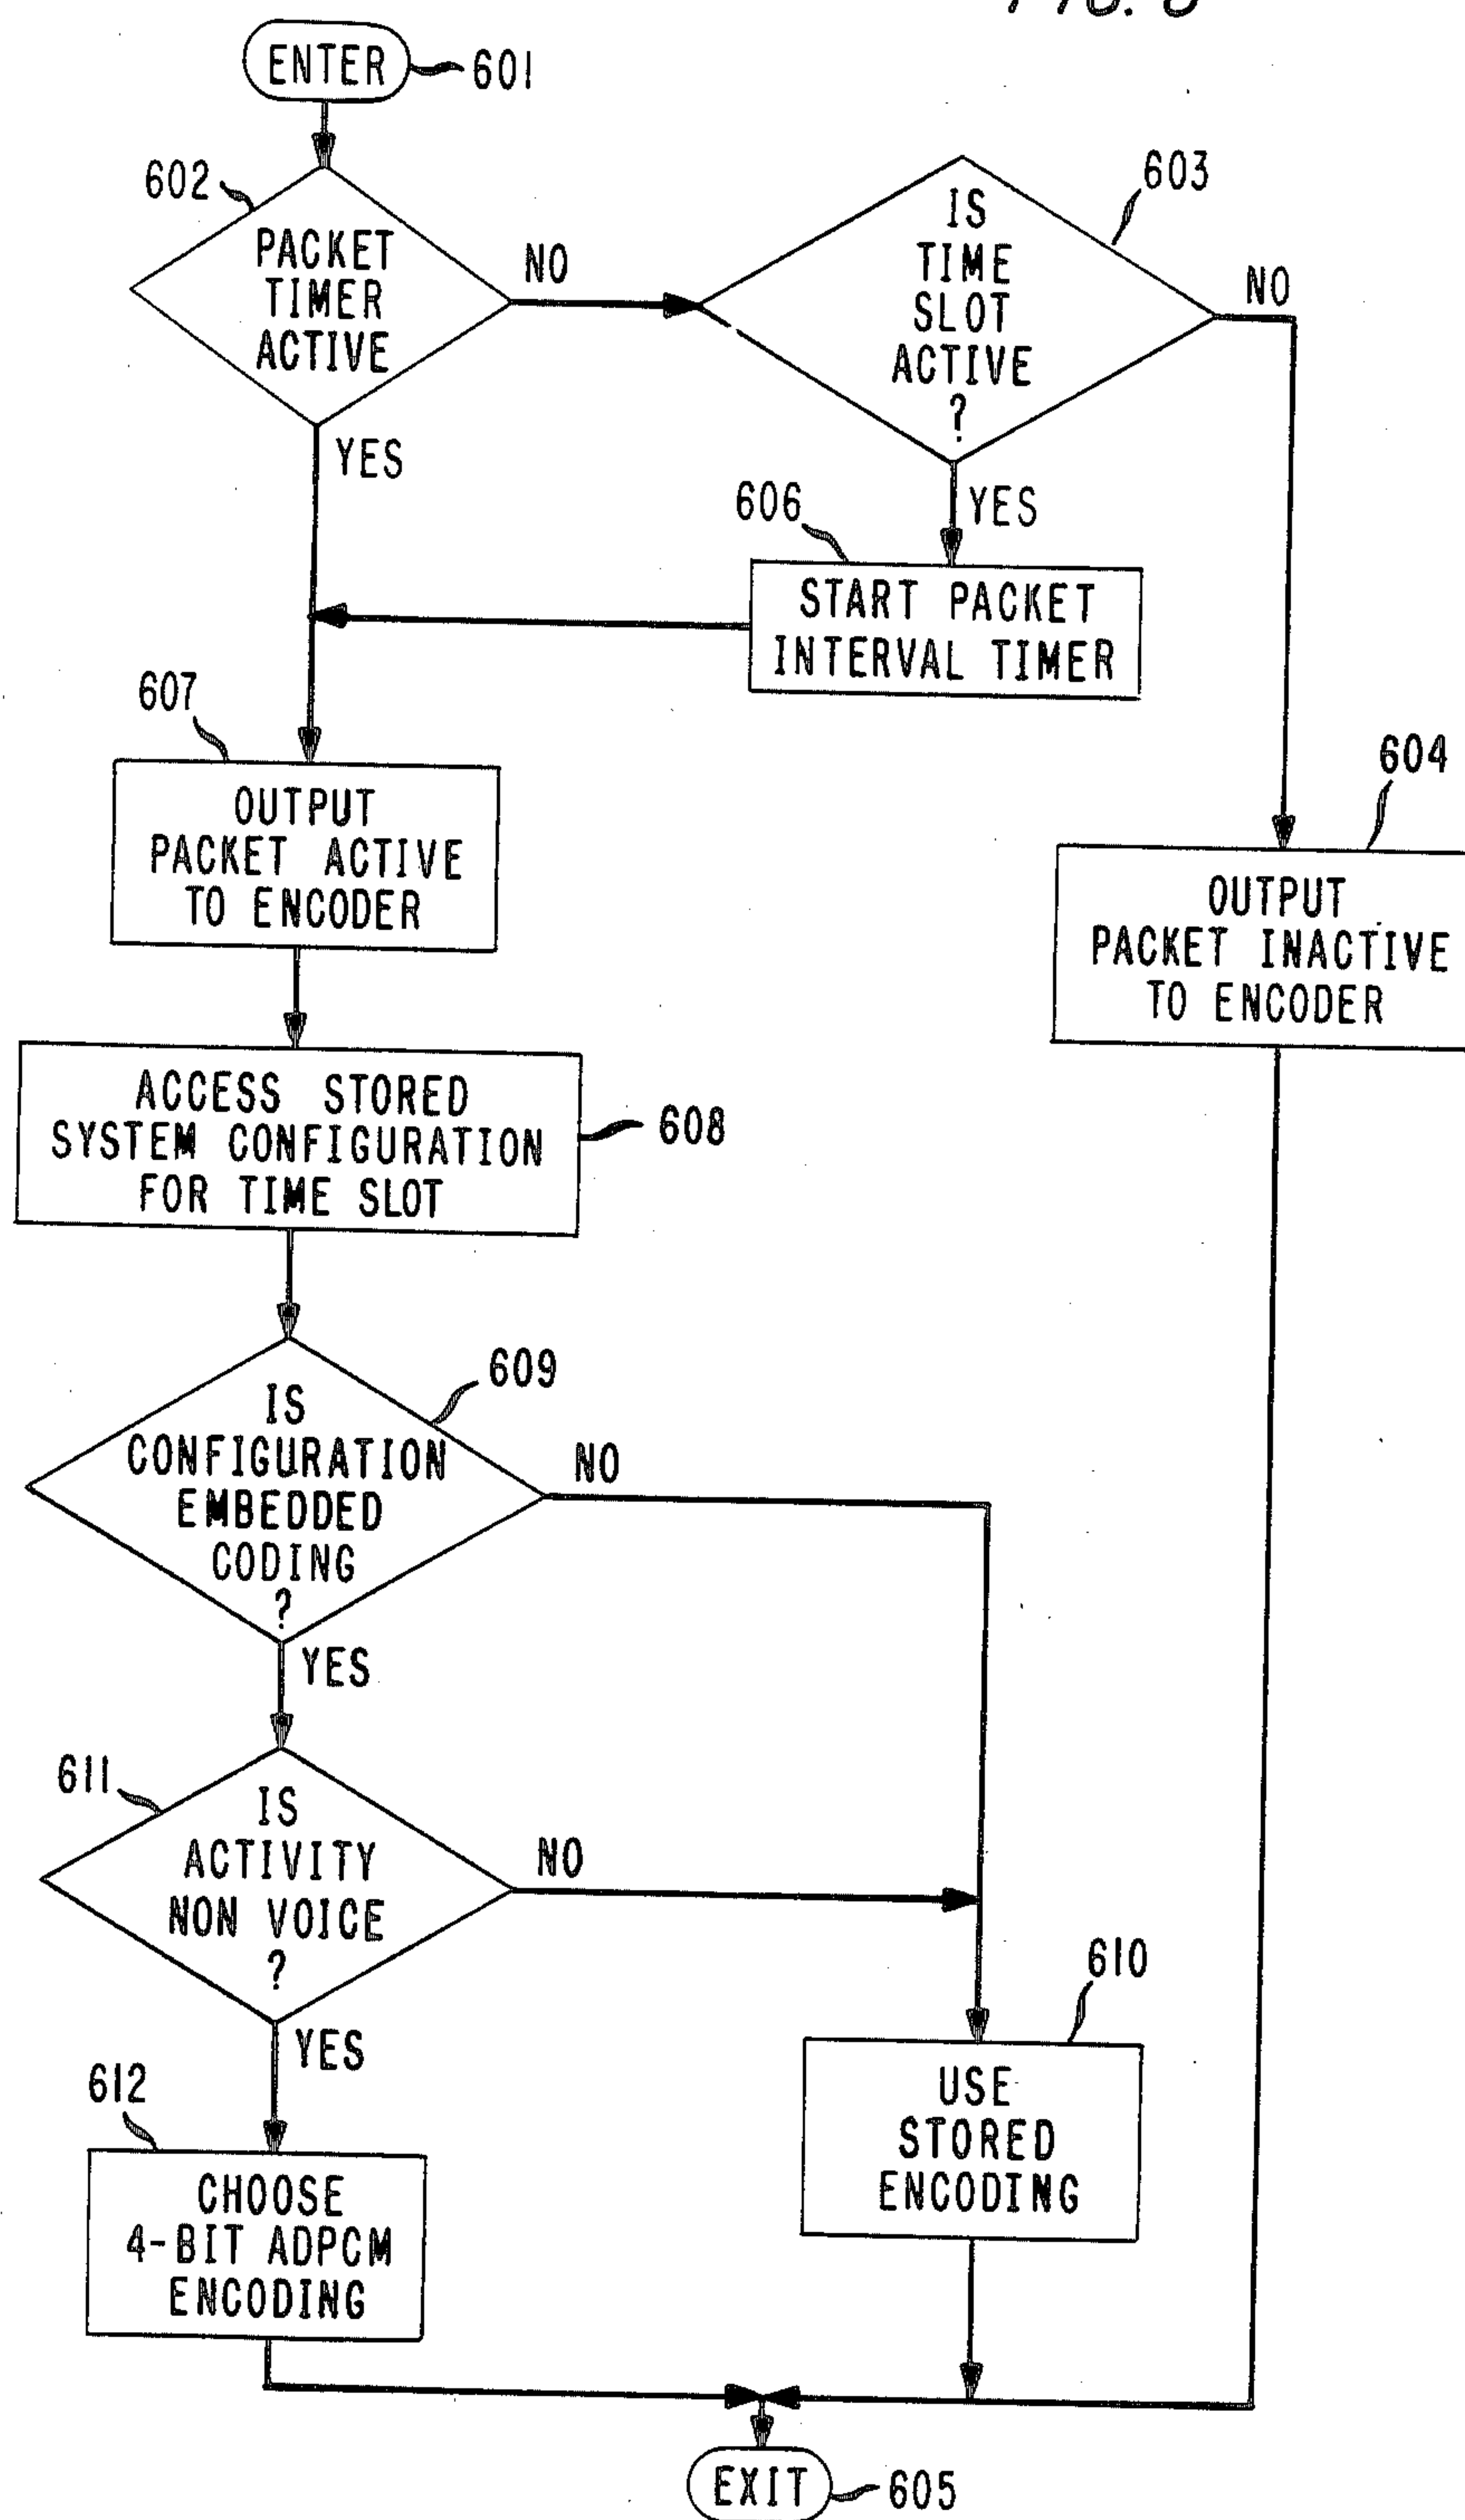 ENTER
601
602
PACKET
TIMER
ACTIVE
NO
YES
603
IS
TIME
SLOT
ACTIVE
?
NO
YES
606
START PACKET
INTERVAL TIMER
607
OUTPUT
PACKET ACTIVE
TO ENCODER
604
OUTPUT
PACKET INACTIVE
TO ENCODER
ACCESS STORED
SYSTEM CONFIGURATION
FOR TIME SLOT
608
609
IS
CONFIGURATION
EMBEDDED
CODING
?
NO
YES
611
IS
ACTIVITY
NON VOICE
?
NO
YES
610
USE
STORED
ENCODING
612
CHOOSE
4-BIT ADPCM
ENCODING
EXIT
605